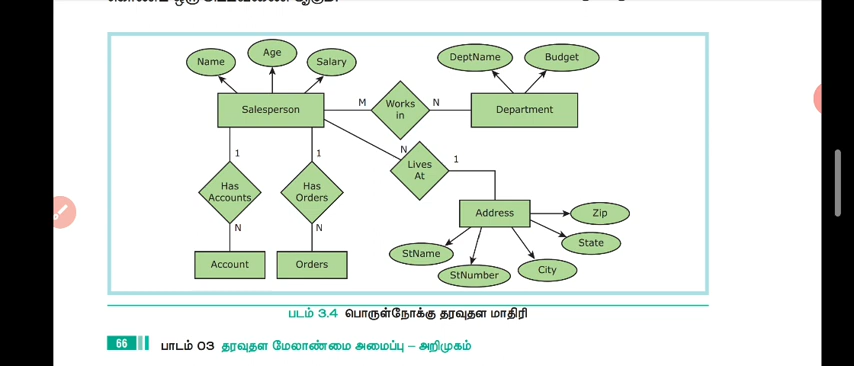 Name
Age
Salary
DeptName
Budget
Salesperson
M
Works
in
N
Department
1
1
N
Lives
At
1
Has
Accounts
Has
Orders
N
N
Address
Zip
State
StName
StNumber
City
Account
Orders
படம் 3.4 பொருள்நோக்கு தரவுதள மாதிரி
66 பாடம் 03 தரவுதள மேலாண்மை அமைப்பு – அறிமுகம்